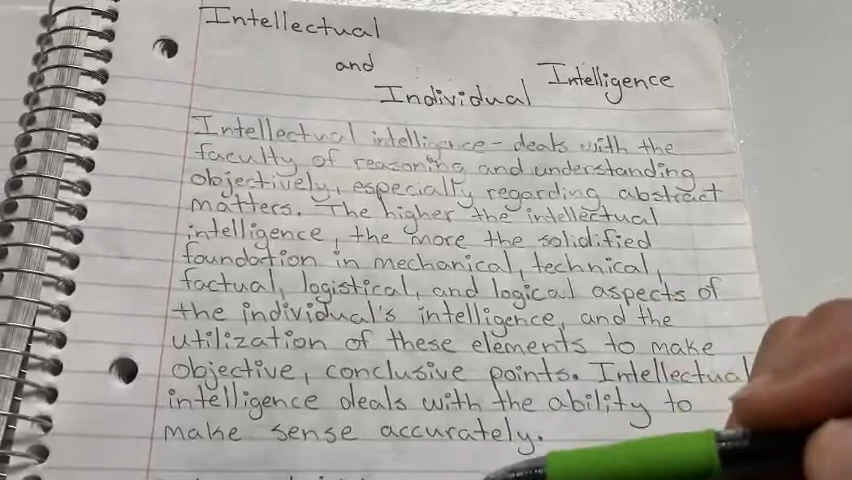 Intellectual
and
Individual Intelligence
Intellectual intelligence - deals with the
faculty of reasoning and understanding
objectively, especially regarding abstract
matters. The higher the intellectual
intelligence, the more the solidified
foundation in mechanical, technical,
factual, logistical, and logical aspects of
the individual's intelligence, and the
utilization of these elements to make
objective, conclusive points. Intellectual
intelligence deals with the ability to
make sense accurately.